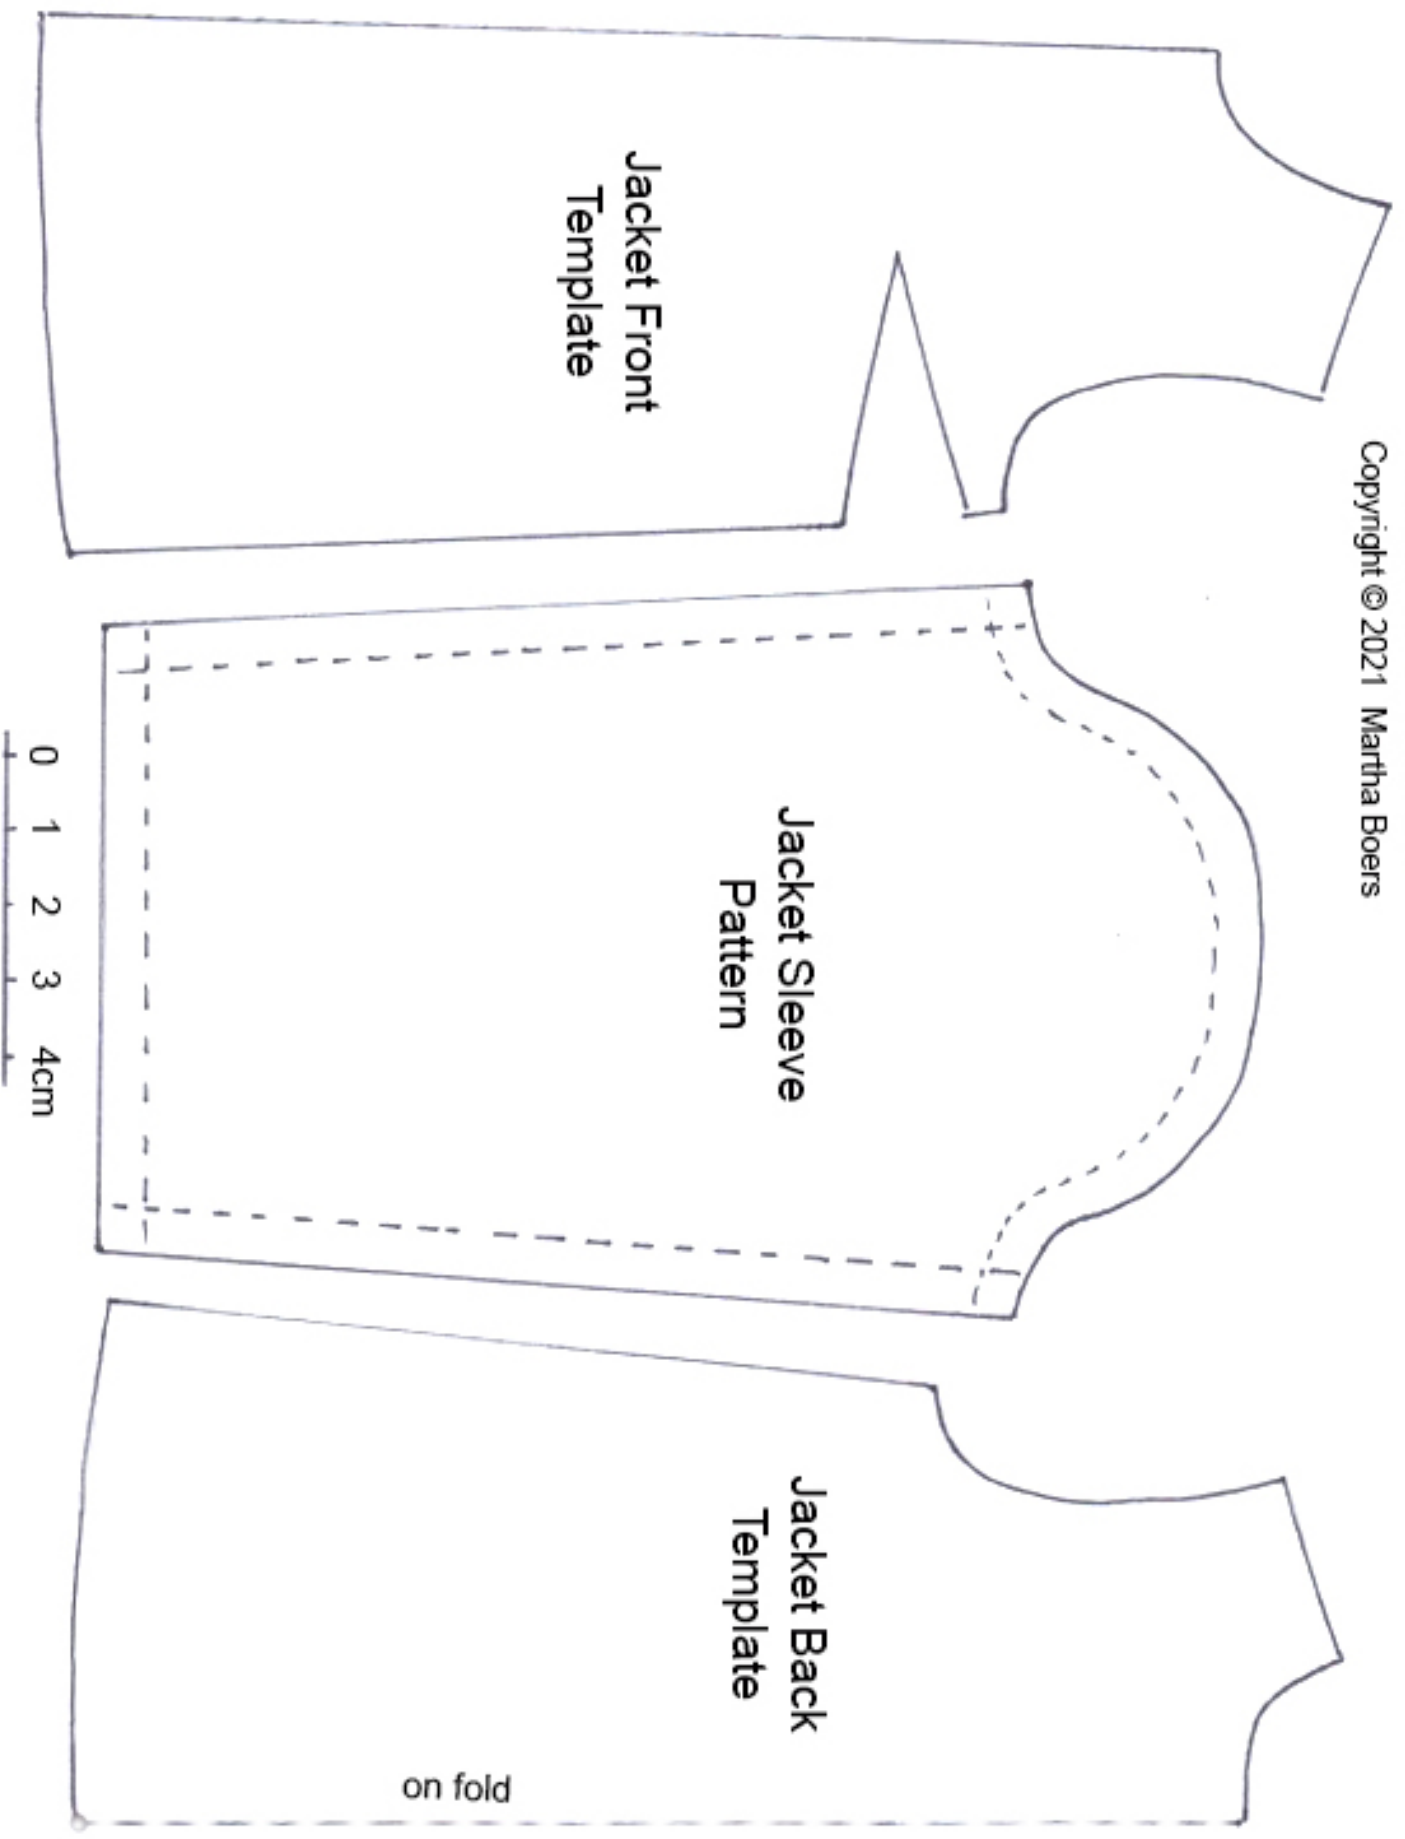 Copyright © 2021 Martha Boers
Jacket Front
Template
Jacket Sleeve
Pattern
Jacket Back
Template
on fold
0 1 2 3 4cm